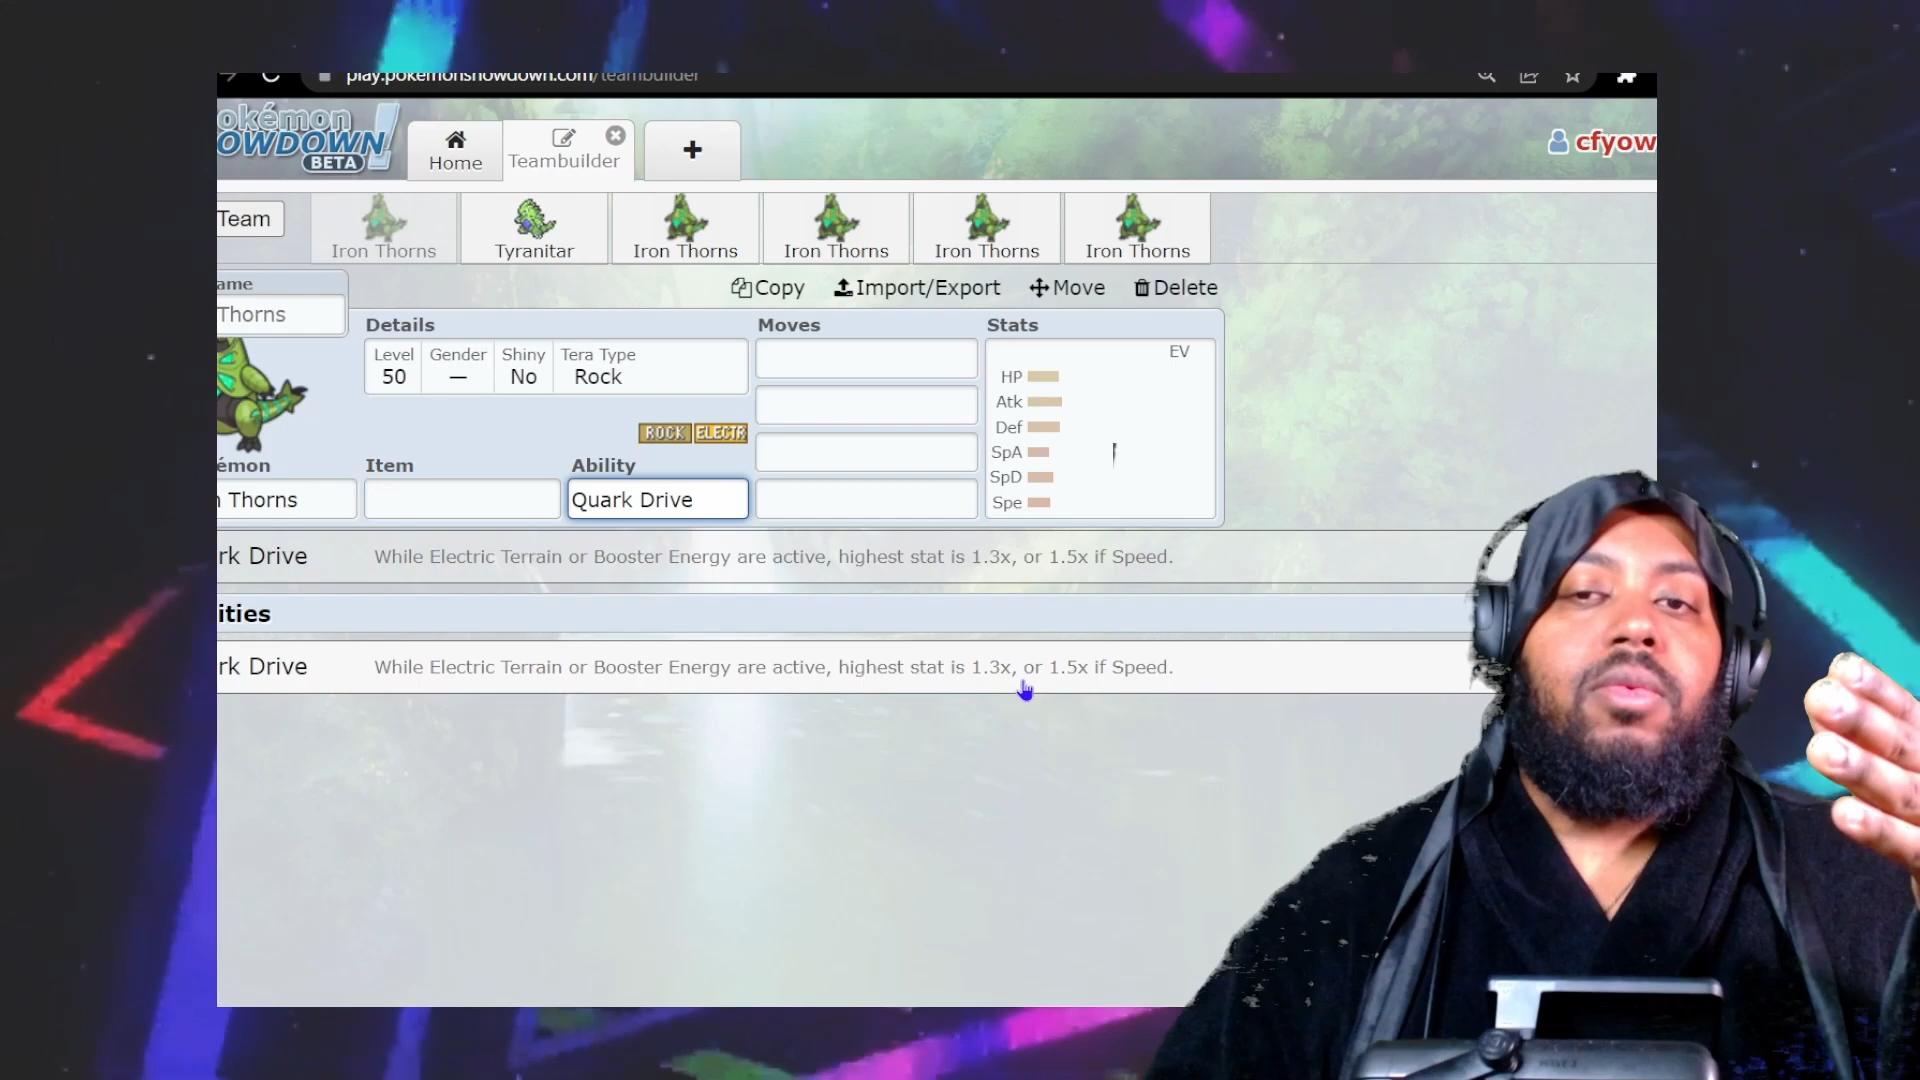 play.pokemonshowdown.com/teambuilder
okémon
OWDOWN!
BETA
Home
Teambuilder
+
cfyow
Team
Iron Thorns
Tyranitar
Iron Thorns
Iron Thorns
Iron Thorns
Iron Thorns
ame
Thorns
Copy
Import/Export
Move
Delete
Details
Moves
Stats
Level
Gender
Shiny
Tera Type
50
—
No
Rock
EV
HP
Atk
Def
SpA
SpD
Spe
ROCK
ELECTR
émon
Item
Ability
n Thorns
Quark Drive
rk Drive
While Electric Terrain or Booster Energy are active, highest stat is 1.3x, or 1.5x if Speed.
ities
rk Drive
While Electric Terrain or Booster Energy are active, highest stat is 1.3x, or 1.5x if Speed.